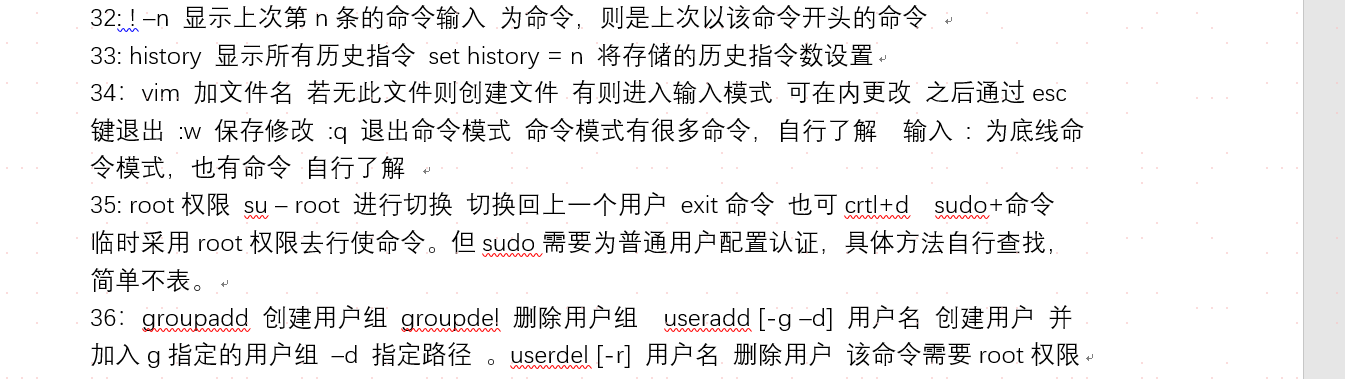 32: ! –n 显示上次第 n 条的命令输入 为命令，则是上次以该命令开头的命令
33: history 显示所有历史指令 set history = n 将存储的历史指令数设置
34：vim 加文件名 若无此文件则创建文件 有则进入输入模式 可在内更改 之后通过 esc
键退出 :w 保存修改 :q 退出命令模式 命令模式有很多命令，自行了解 输入 : 为底线命
令模式，也有命令 自行了解
35: root 权限 su – root 进行切换 切换回上一个用户 exit 命令 也可 crtl+d sudo+命令
临时采用 root 权限去行使命令。但 sudo 需要为普通用户配置认证，具体方法自行查找，
简单不表。
36：groupadd 创建用户组 groupdel 删除用户组 useradd [-g –d] 用户名 创建用户 并
加入 g 指定的用户组 –d 指定路径 。userdel [-r] 用户名 删除用户 该命令需要 root 权限